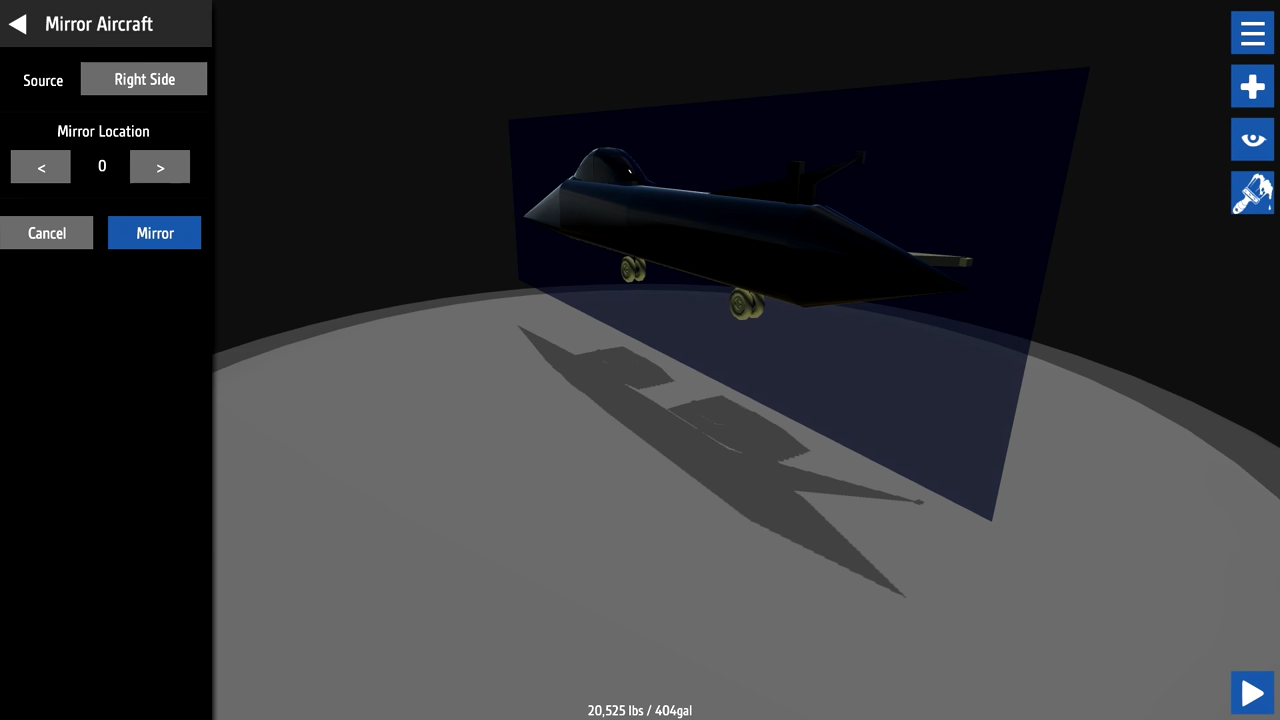 Mirror Aircraft
Source
Right Side
Mirror Location
<
0
>
Cancel
Mirror
20,525 lbs / 404gal